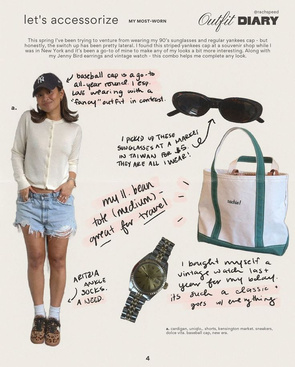 let's accessorize
MY MOST-WORN
@rachspeed
Outfit DIARY
This spring I've been trying to venture from wearing my 90's sunglasses and regular yankees cap - but
honestly, the switch up has been pretty lateral. I found this striped yankees cap at a souvenir shop while I
was in New York and it's been a go-to of mine to make any of my looks a bit more interesting. Along with
my Jenny Bird earrings and vintage watch - this combo helps me complete any look.
a.
baseball cap is a go-to
all-year round. I esp.
love wearing with a
"fancy" outfit in contrast.
I PICKED UP THESE
SUNGLASSES AT A MARKET
IN TAIWAN FOR $5
THEY ARE ALL I WEAR!
my ll. bean
tote (medium)-
great for travel
ARITZIA
ANKLE
SOCKS.
A NEED.
I bought myself a
vintage watch last
year for my bday.
its such a classic &
goes w/ everything
a. cardigan, uniqlo, shorts, kensington market. sneakers,
dolce vita. baseball cap, new era.
4